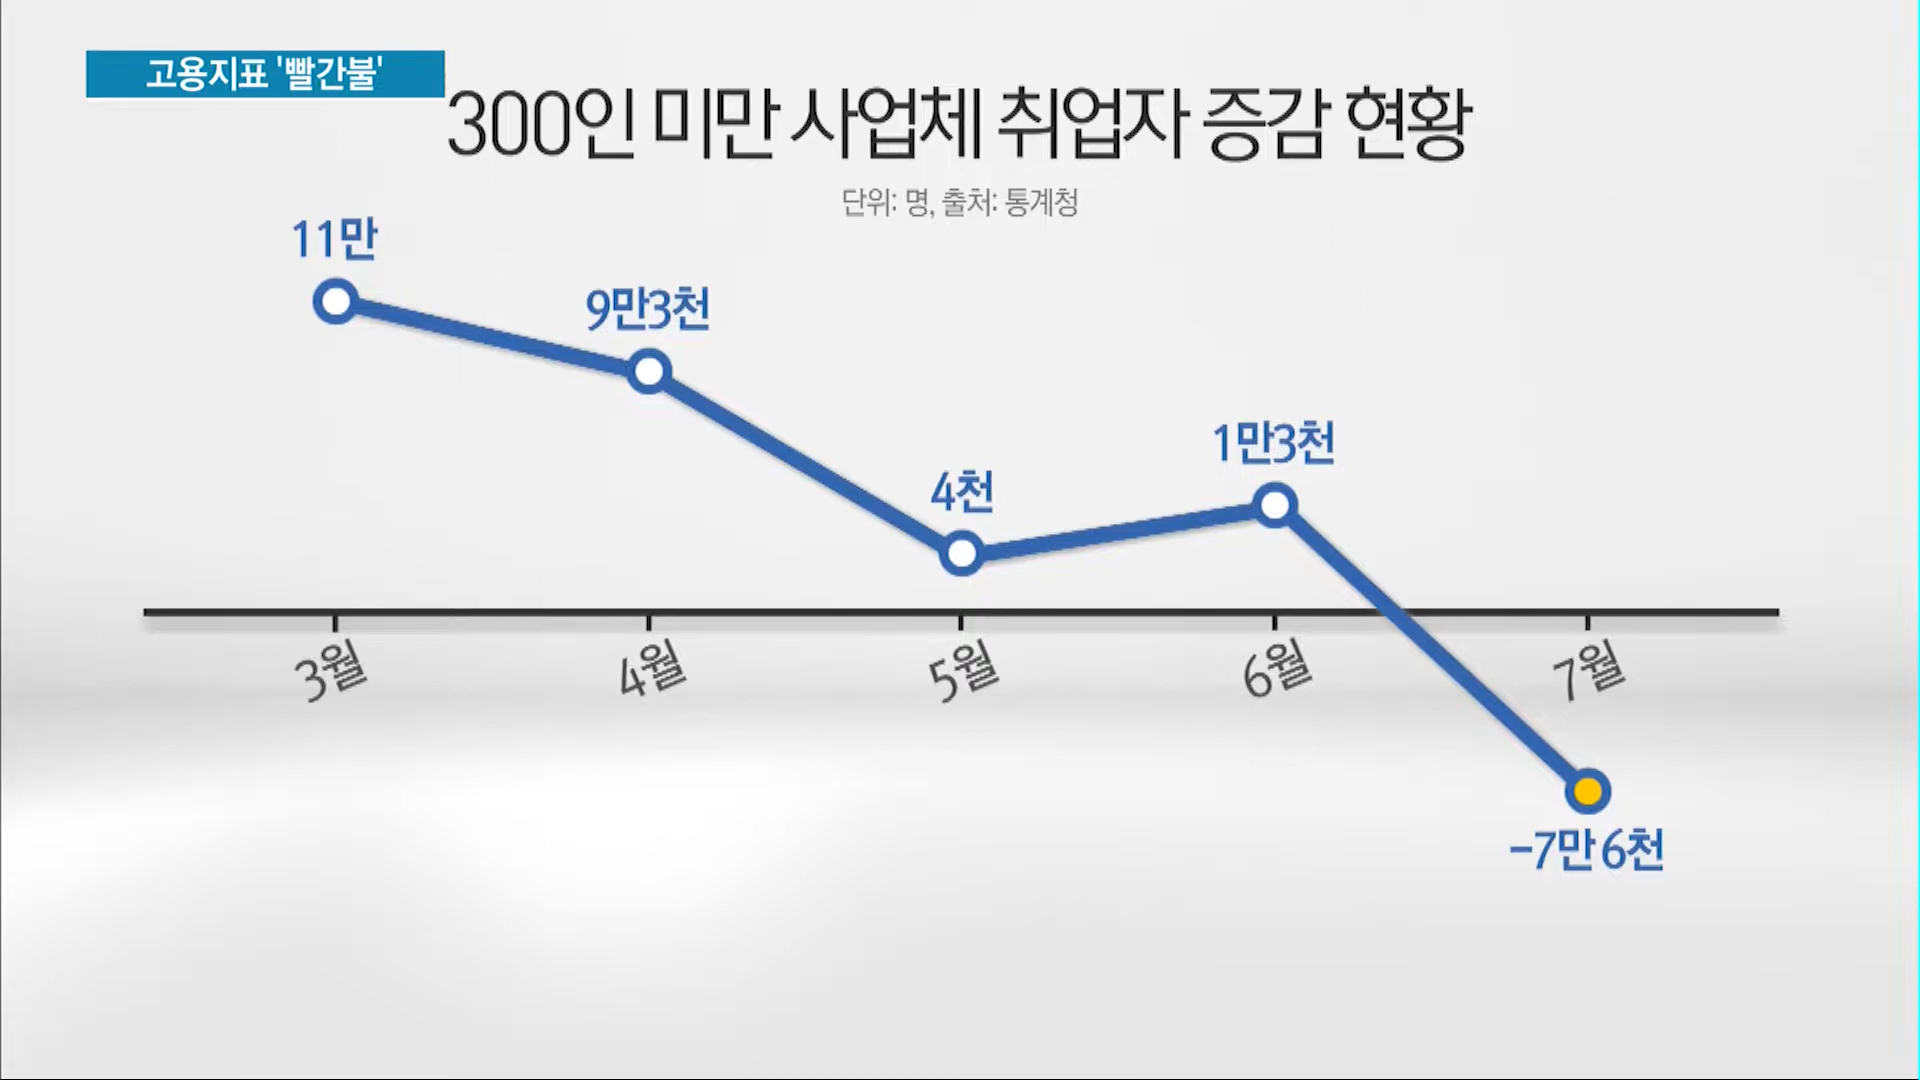 고용지표 '빨간불'
300인 미만 사업체 취업자 증감 현황
단위: 명, 출처: 통계청
11만
9만3천
4천
1만3천
3월
4월
5월
6월
7월
-7만6천